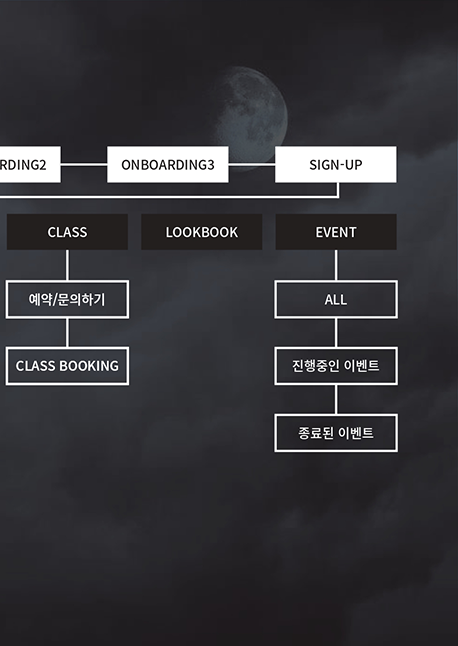 RDING2
ONBOARDING3
SIGN-UP
CLASS
LOOKBOOK
EVENT
예약/문의하기
ALL
CLASS BOOKING
진행중인 이벤트
종료된 이벤트